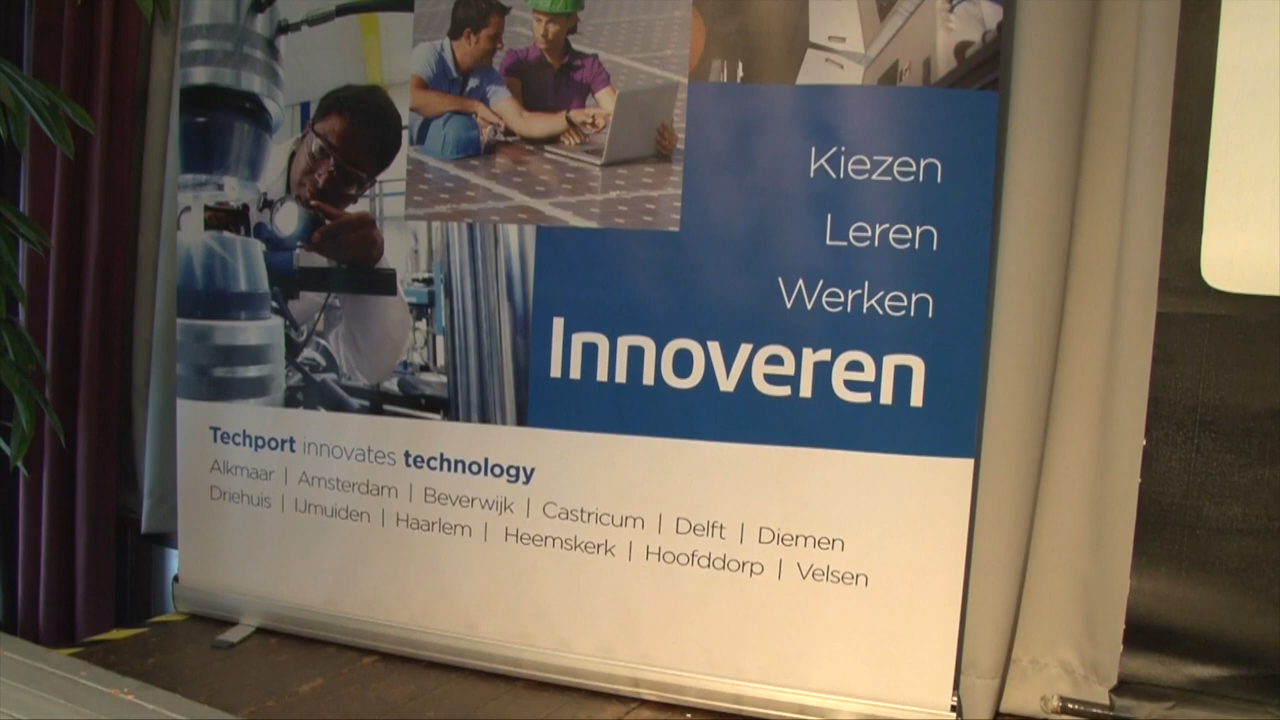 Kiezen
Leren
Werken
Innoveren
Techport innovates technology
Alkmaar | Amsterdam | Beverwijk | Castricum | Delft | Diemen
Driehuis | IJmuiden | Haarlem | Heemskerk | Hoofddorp | Velsen